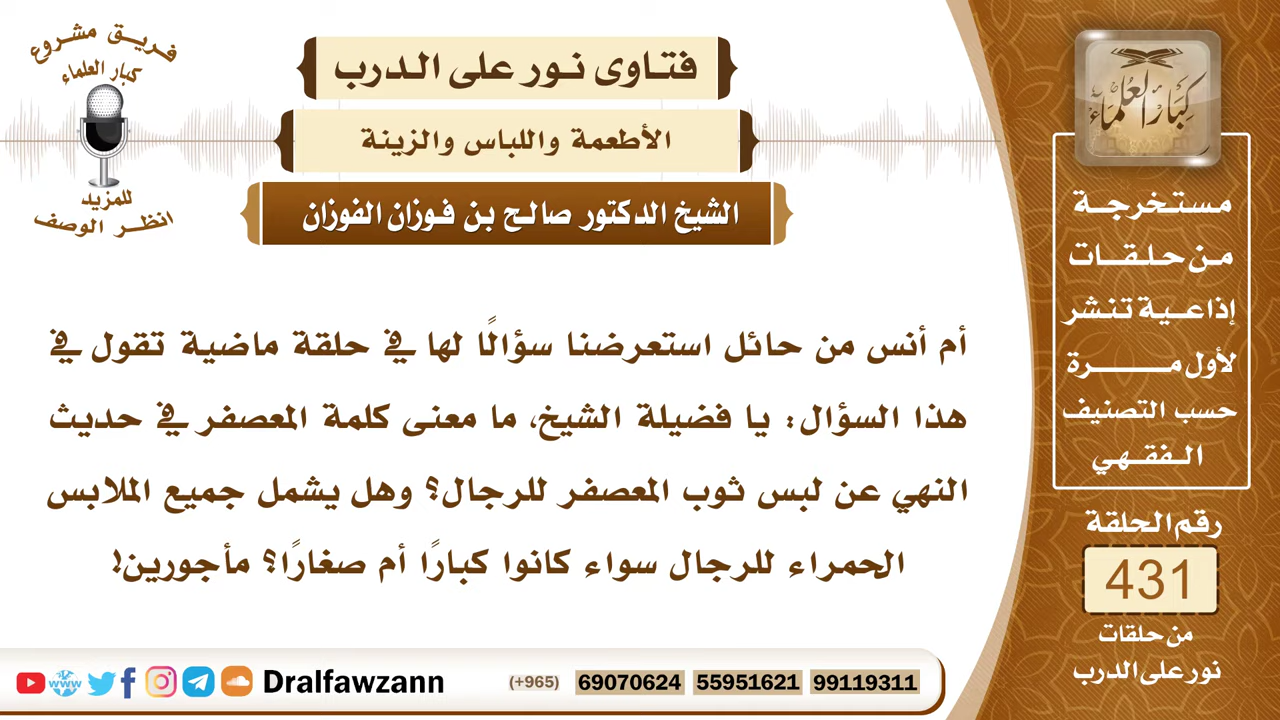 فريق مشروع
كبار العلماء
للمزيد
انظر الوصف
فتاوى نور على الدرب
الأطعمة واللباس والزينة
الشيخ الدكتور صالح بن فوزان الفوزان
أم أنس من حائل استعرضنا سؤالًا لها في حلقة ماضية تقول في
هذا السؤال: يا فضيلة الشيخ، ما معنى كلمة المعصفر في حديث
النهي عن لبس ثوب المعصفر للرجال؟ وهل يشمل جميع الملابس
الحمراء للرجال سواء كانوا كبارًا أم صغارًا؟ مأجورين!
كبار العلماء
مستخرجة
من حلقات
إذاعية تنشر
لأول مرة
حسب التصنيف
الفقهي
رقم الحلقة
431
من حلقات
نور على الدرب
www
Dralfawzann
(+965) 69070624 55951621 99119311